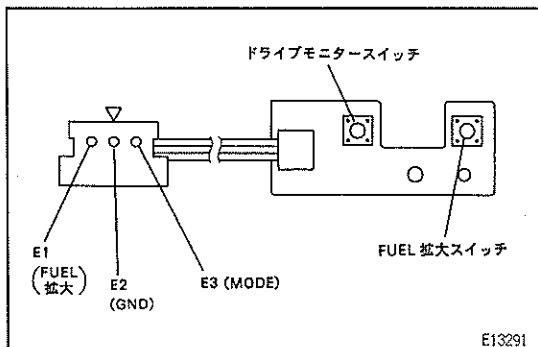 ドライブモニタースイッチ
E1
(FUEL
拡大)
E2
(GND)
E3 (MODE)
FUEL 拡大スイッチ
E13291